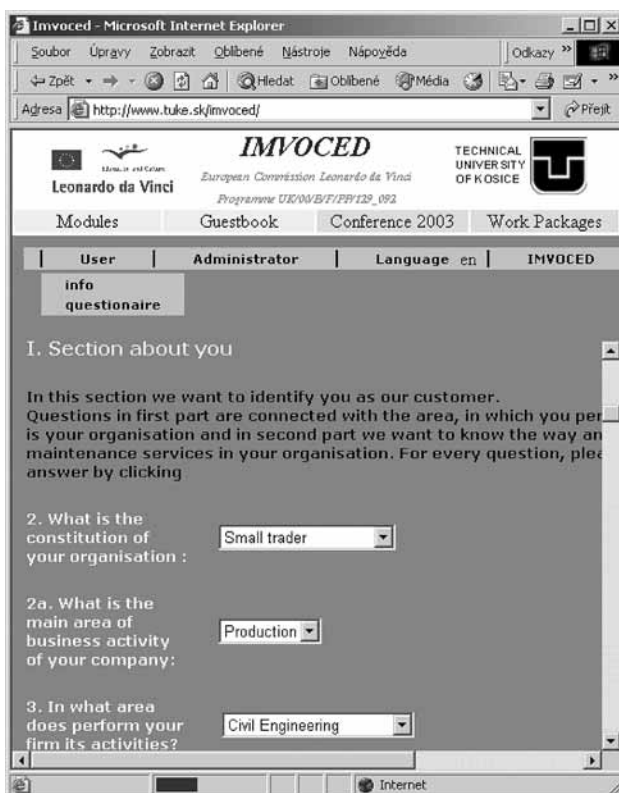 Imvoced - Microsoft Internet Explorer
Soubor Úpravy Zobrazit Oblíbené Nástroje Nápověda Odkazy »
Zpět Hledat Oblíbené Média »
Adresa http://www.tuke.sk/imvoced/ Přejít
IMVOCED
European Commission Leonardo da Vinci
Programme UK/00/B/F/PP/129_092
Leonardo da Vinci
TECHNICAL
UNIVERSITY
OF KOSICE
Modules Guestbook Conference 2003 Work Packages
| User | Administrator | Language en | IMVOCED
info
questionaire
I. Section about you
In this section we want to identify you as our customer.
Questions in first part are connected with the area, in which you per
is your organisation and in second part we want to know the way an
maintenance services in your organisation. For every question, plea
answer by clicking
2. What is the
constitution of
your organisation :
Small trader
2a. What is the
main area of
business activity
of your company:
Production
3. In what area
does perform your
firm its activities?
Civil Engineering
Internet